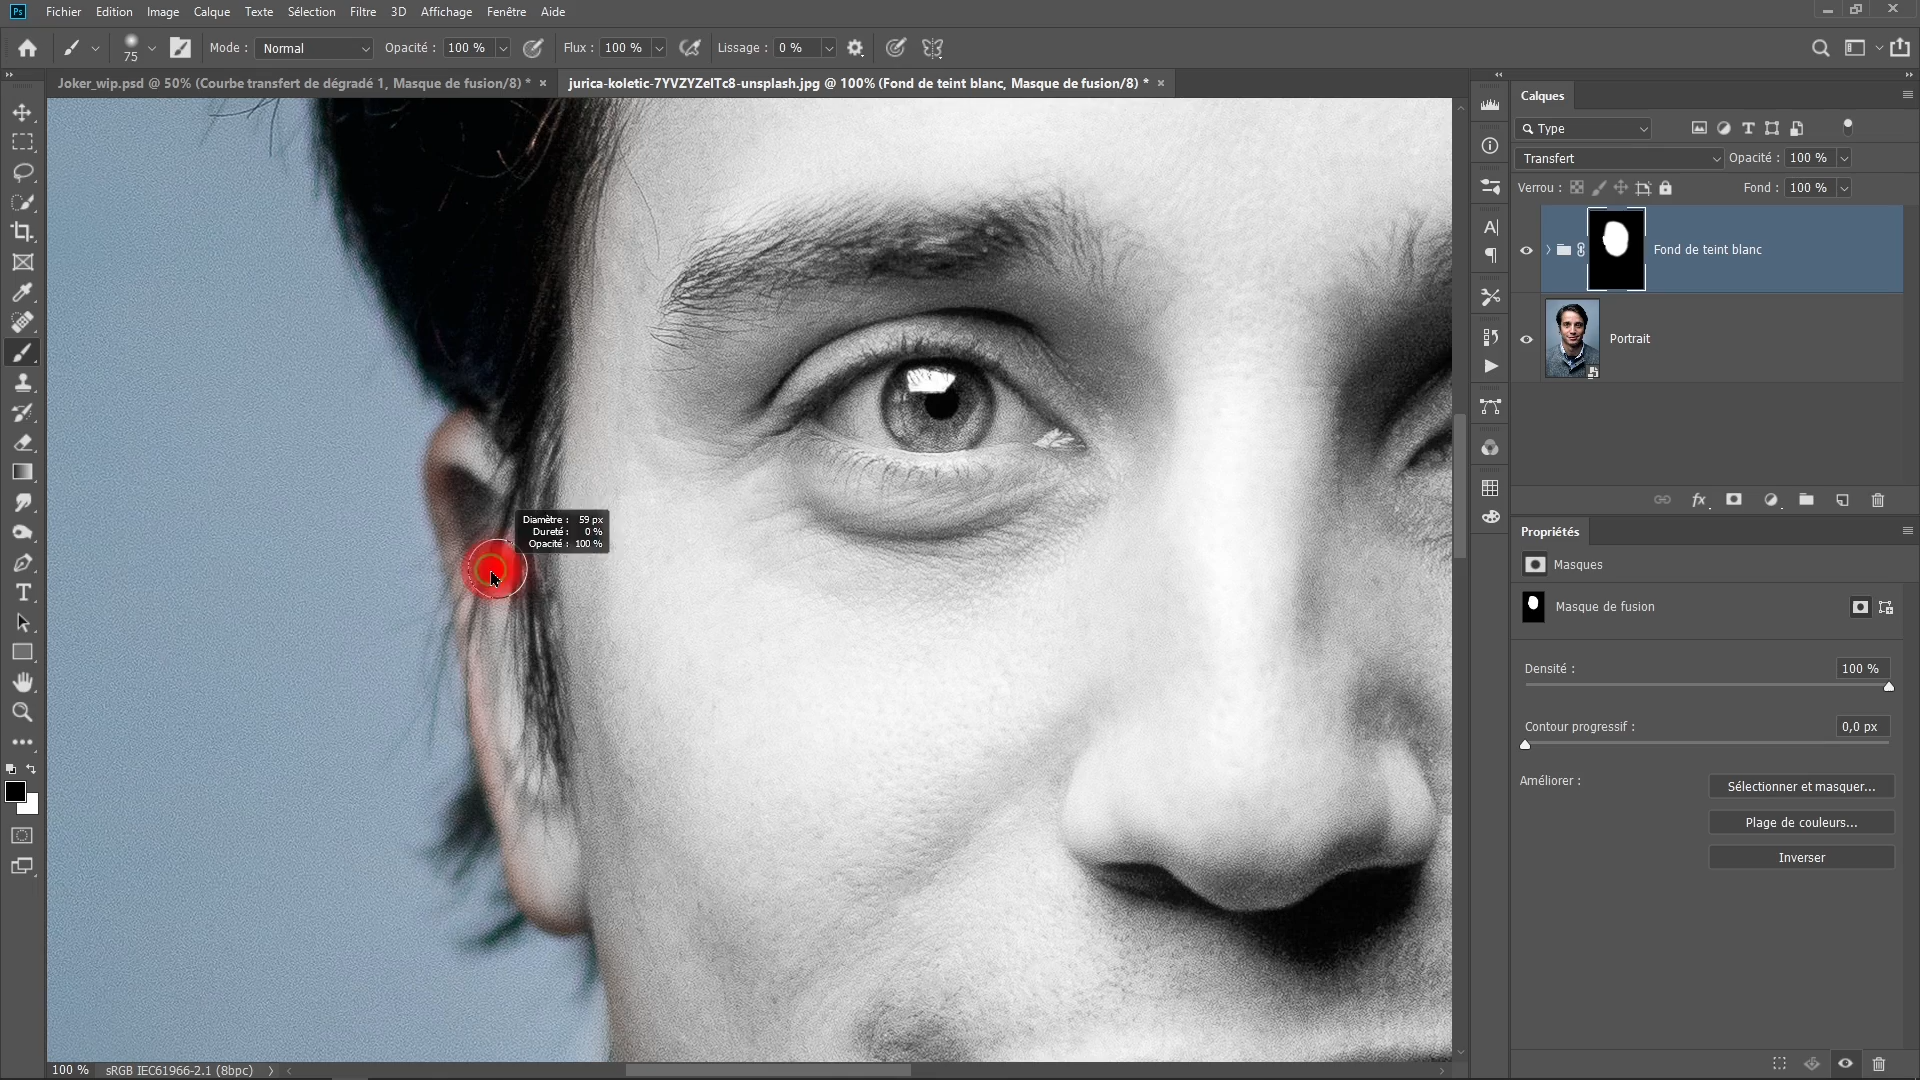 Ps Fichier Edition Image Calque Texte Sélection Filtre 3D Affichage Fenêtre Aide
75 Mode : Normal Opacité : 100 % Flux : 100 % Lissage : 0 %
Joker_wip.psd @ 50% (Courbe transfert de dégradé 1, Masque de fusion/8) * × jurica-koletic-7YVZYZeITc8-unsplash.jpg @ 100% (Fond de teint blanc, Masque de fusion/8) * ×
Calques
Type
Transfert Opacité : 100 %
Verrou : Fond : 100 %
Fond de teint blanc
Portrait
fx
Diamètre : 59 px
Dureté : 0 %
Opacité : 100 %
Propriétés
Masques
Masque de fusion
Densité : 100 %
Contour progressif : 0,0 px
Améliorer : Sélectionner et masquer...
Plage de couleurs...
Inverser
100 % sRGB IEC61966-2.1 (8bpc)